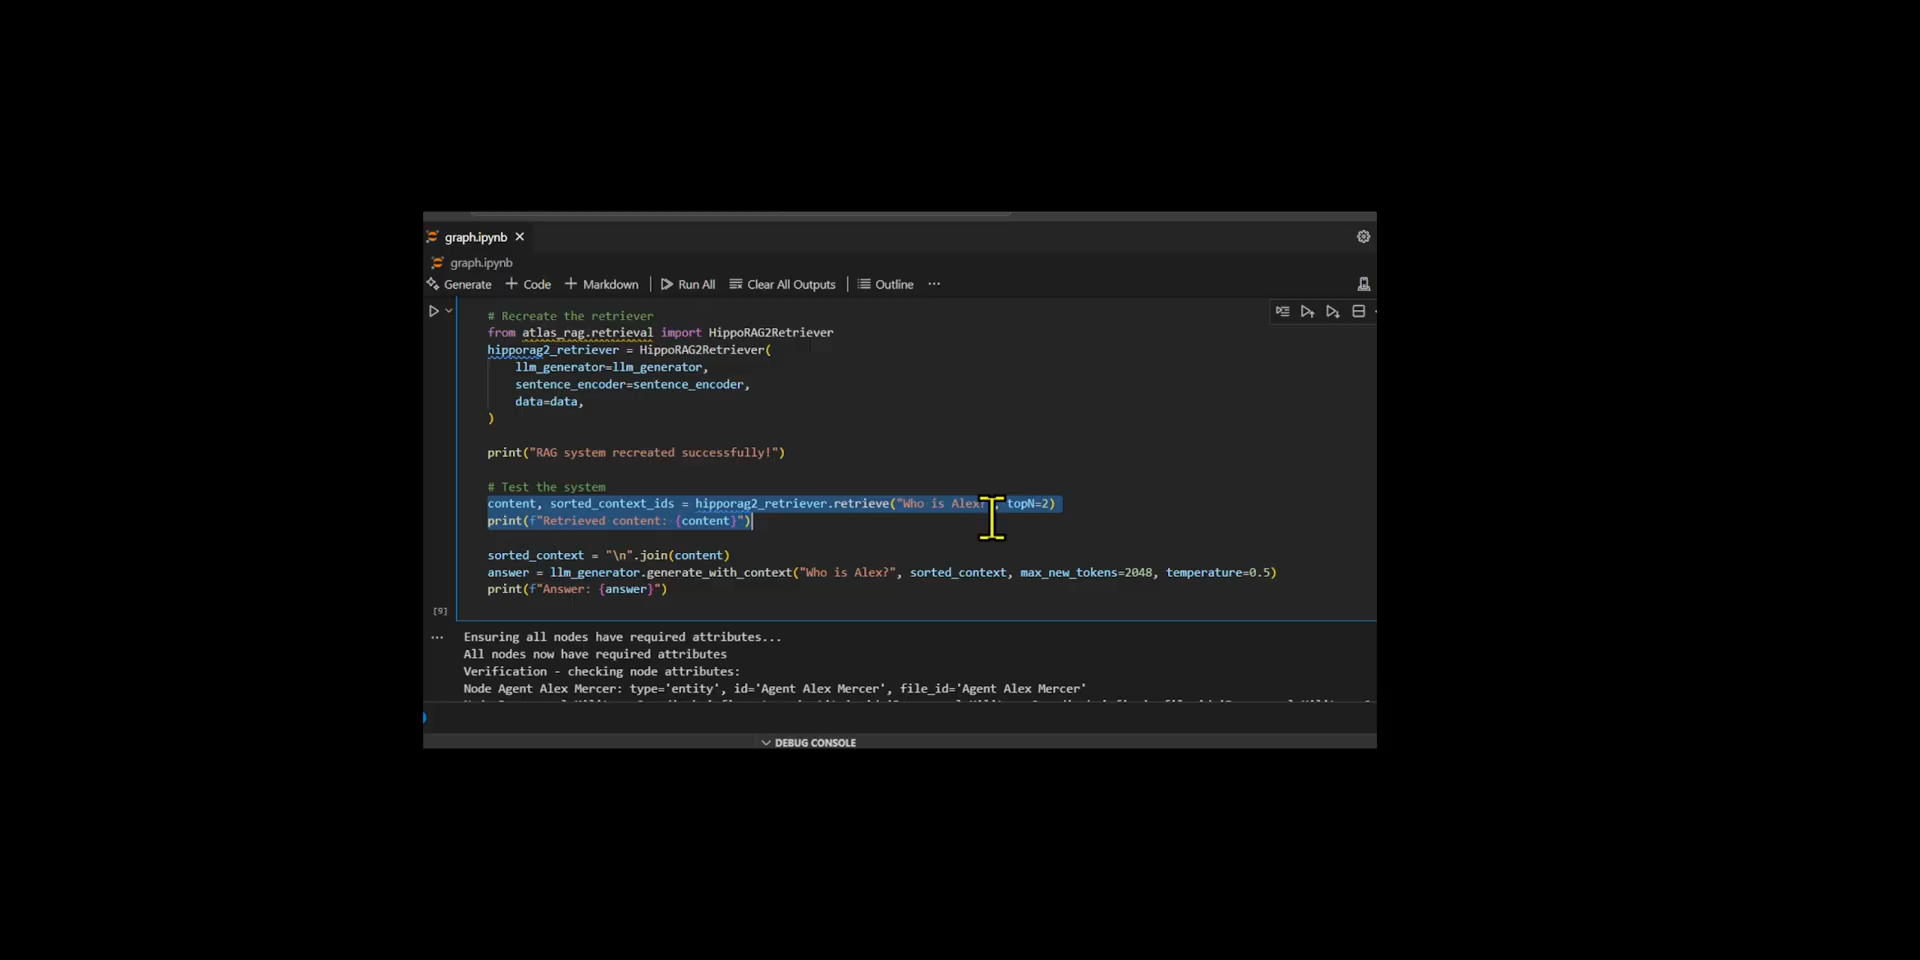 graph.ipynb
graph.ipynb
Generate + Code + Markdown Run All Clear All Outputs Outline ...
# Recreate the retriever
from atlas_rag.retrieval import HippoRAG2Retriever
hipporag2_retriever = HippoRAG2Retriever(
llm_generator=llm_generator,
sentence_encoder=sentence_encoder,
data=data,
)
print("RAG system recreated successfully!")
# Test the system
content, sorted_context_ids = hipporag2_retriever.retrieve("Who is Alex?", topN=2)
print(f"Retrieved content: {content}")
sorted_context = "\n".join(content)
answer = llm_generator.generate_with_context("Who is Alex?", sorted_context, max_new_tokens=2048, temperature=0.5)
print(f"Answer: {answer}")
[9]
... Ensuring all nodes have required attributes...
All nodes now have required attributes
Verification - checking node attributes:
Node Agent Alex Mercer: type='entity', id='Agent Alex Mercer', file_id='Agent Alex Mercer'
DEBUG CONSOLE